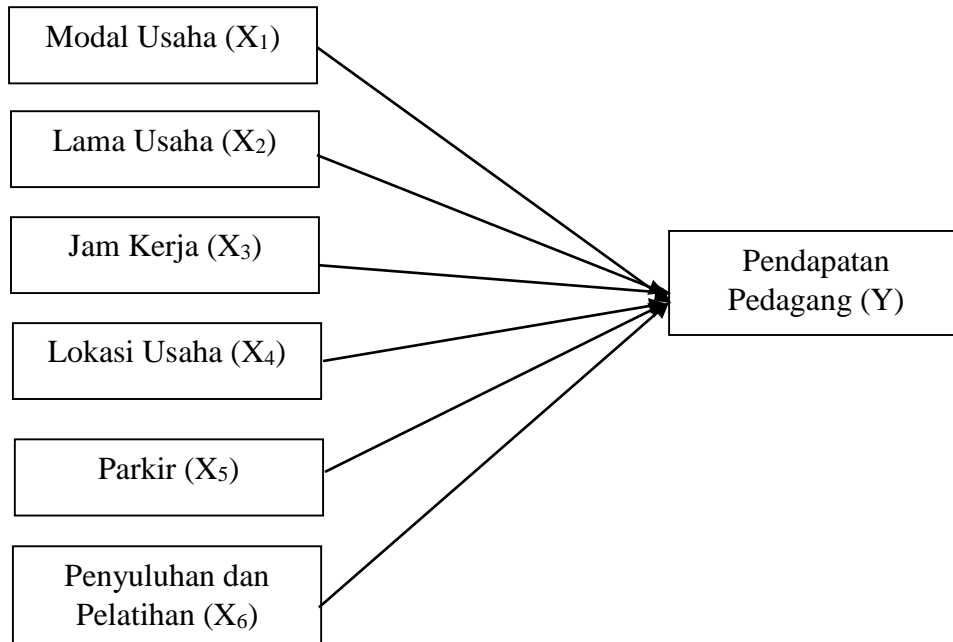 Modal Usaha (X₁)
Lama Usaha (X₂)
Jam Kerja (X₃)
Lokasi Usaha (X₄)
Parkir (X₅)
Penyuluhan dan
Pelatihan (X₆)
Pendapatan
Pedagang (Y)